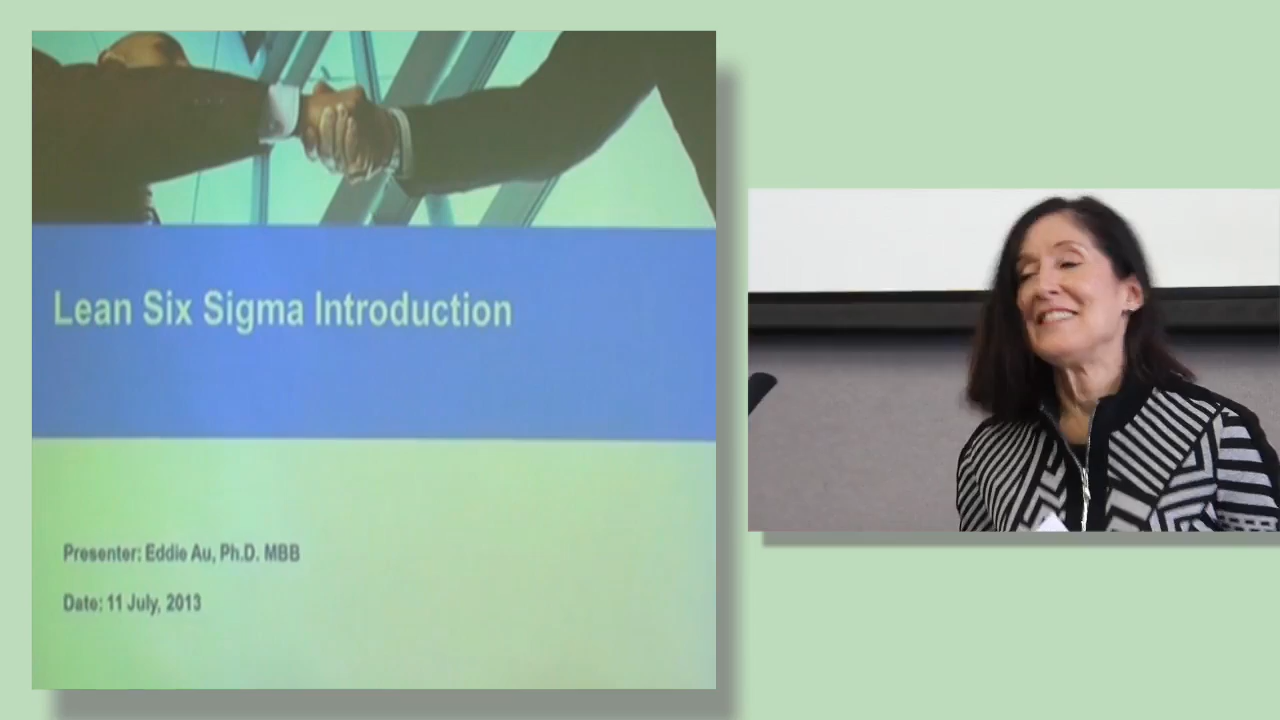 Lean Six Sigma Introduction
Presenter: Eddie Au, Ph.D. MBB
Date: 11 July, 2013